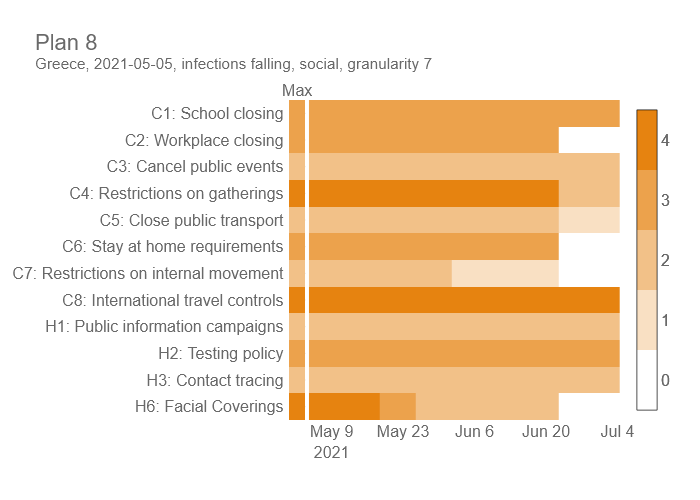 Plan 8
Greece, 2021-05-05, infections falling, social, granularity 7
Max
C1: School closing
C2: Workplace closing
C3: Cancel public events
C4: Restrictions on gatherings
C5: Close public transport
C6: Stay at home requirements
C7: Restrictions on internal movement
C8: International travel controls
H1: Public information campaigns
H2: Testing policy
H3: Contact tracing
H6: Facial Coverings
May 9 May 23 Jun 6 Jun 20 Jul 4
2021
4
3
2
1
0